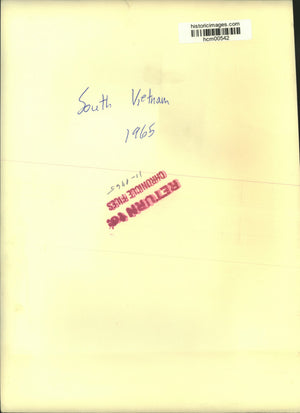 historicimages.com
hcm00542
South Vietnam
1965
CHRONICLE FILES
RETURN TO: